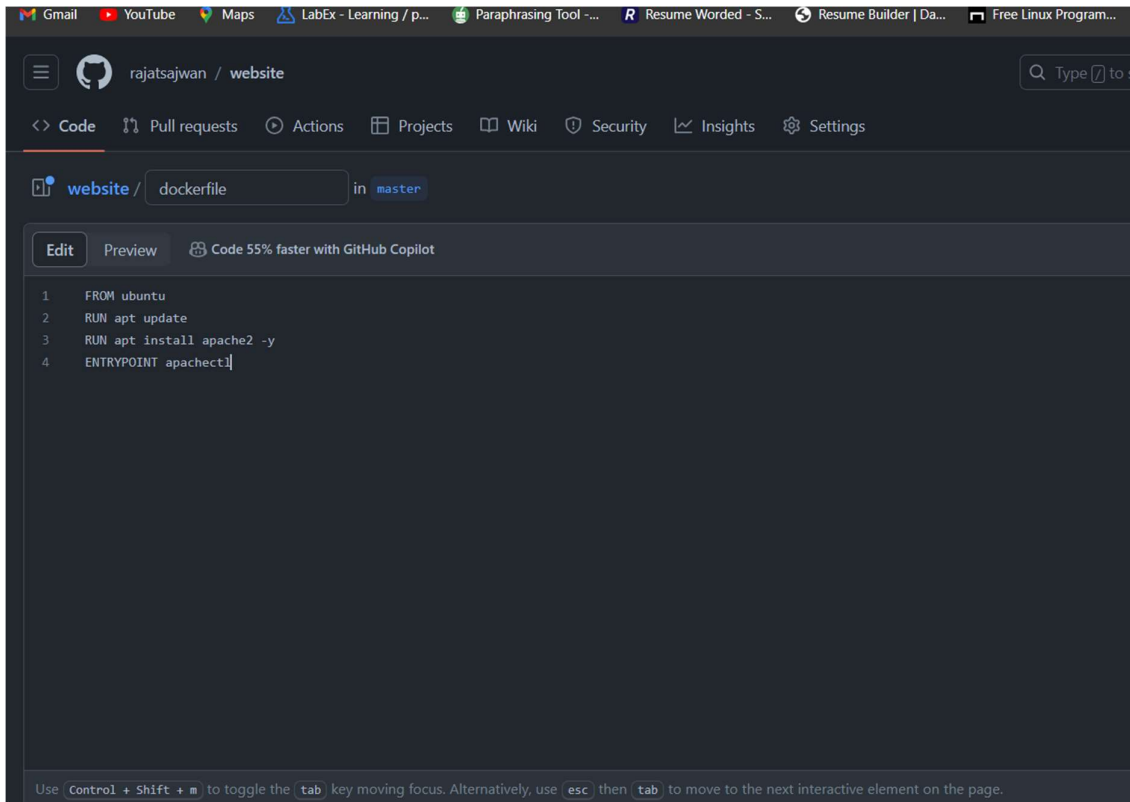 Gmail YouTube Maps LabEx - Learning / p... Paraphrasing Tool -... Resume Worded - S... Resume Builder | Da... Free Linux Program...
rajatsajwan / website
Type / to
<> Code Pull requests Actions Projects Wiki Security Insights Settings
website / dockerfile in master
Edit Preview Code 55% faster with GitHub Copilot
1 FROM ubuntu
2 RUN apt update
3 RUN apt install apache2 -y
4 ENTRYPOINT apachectl
Use Control + Shift + m to toggle the tab key moving focus. Alternatively, use esc then tab to move to the next interactive element on the page.